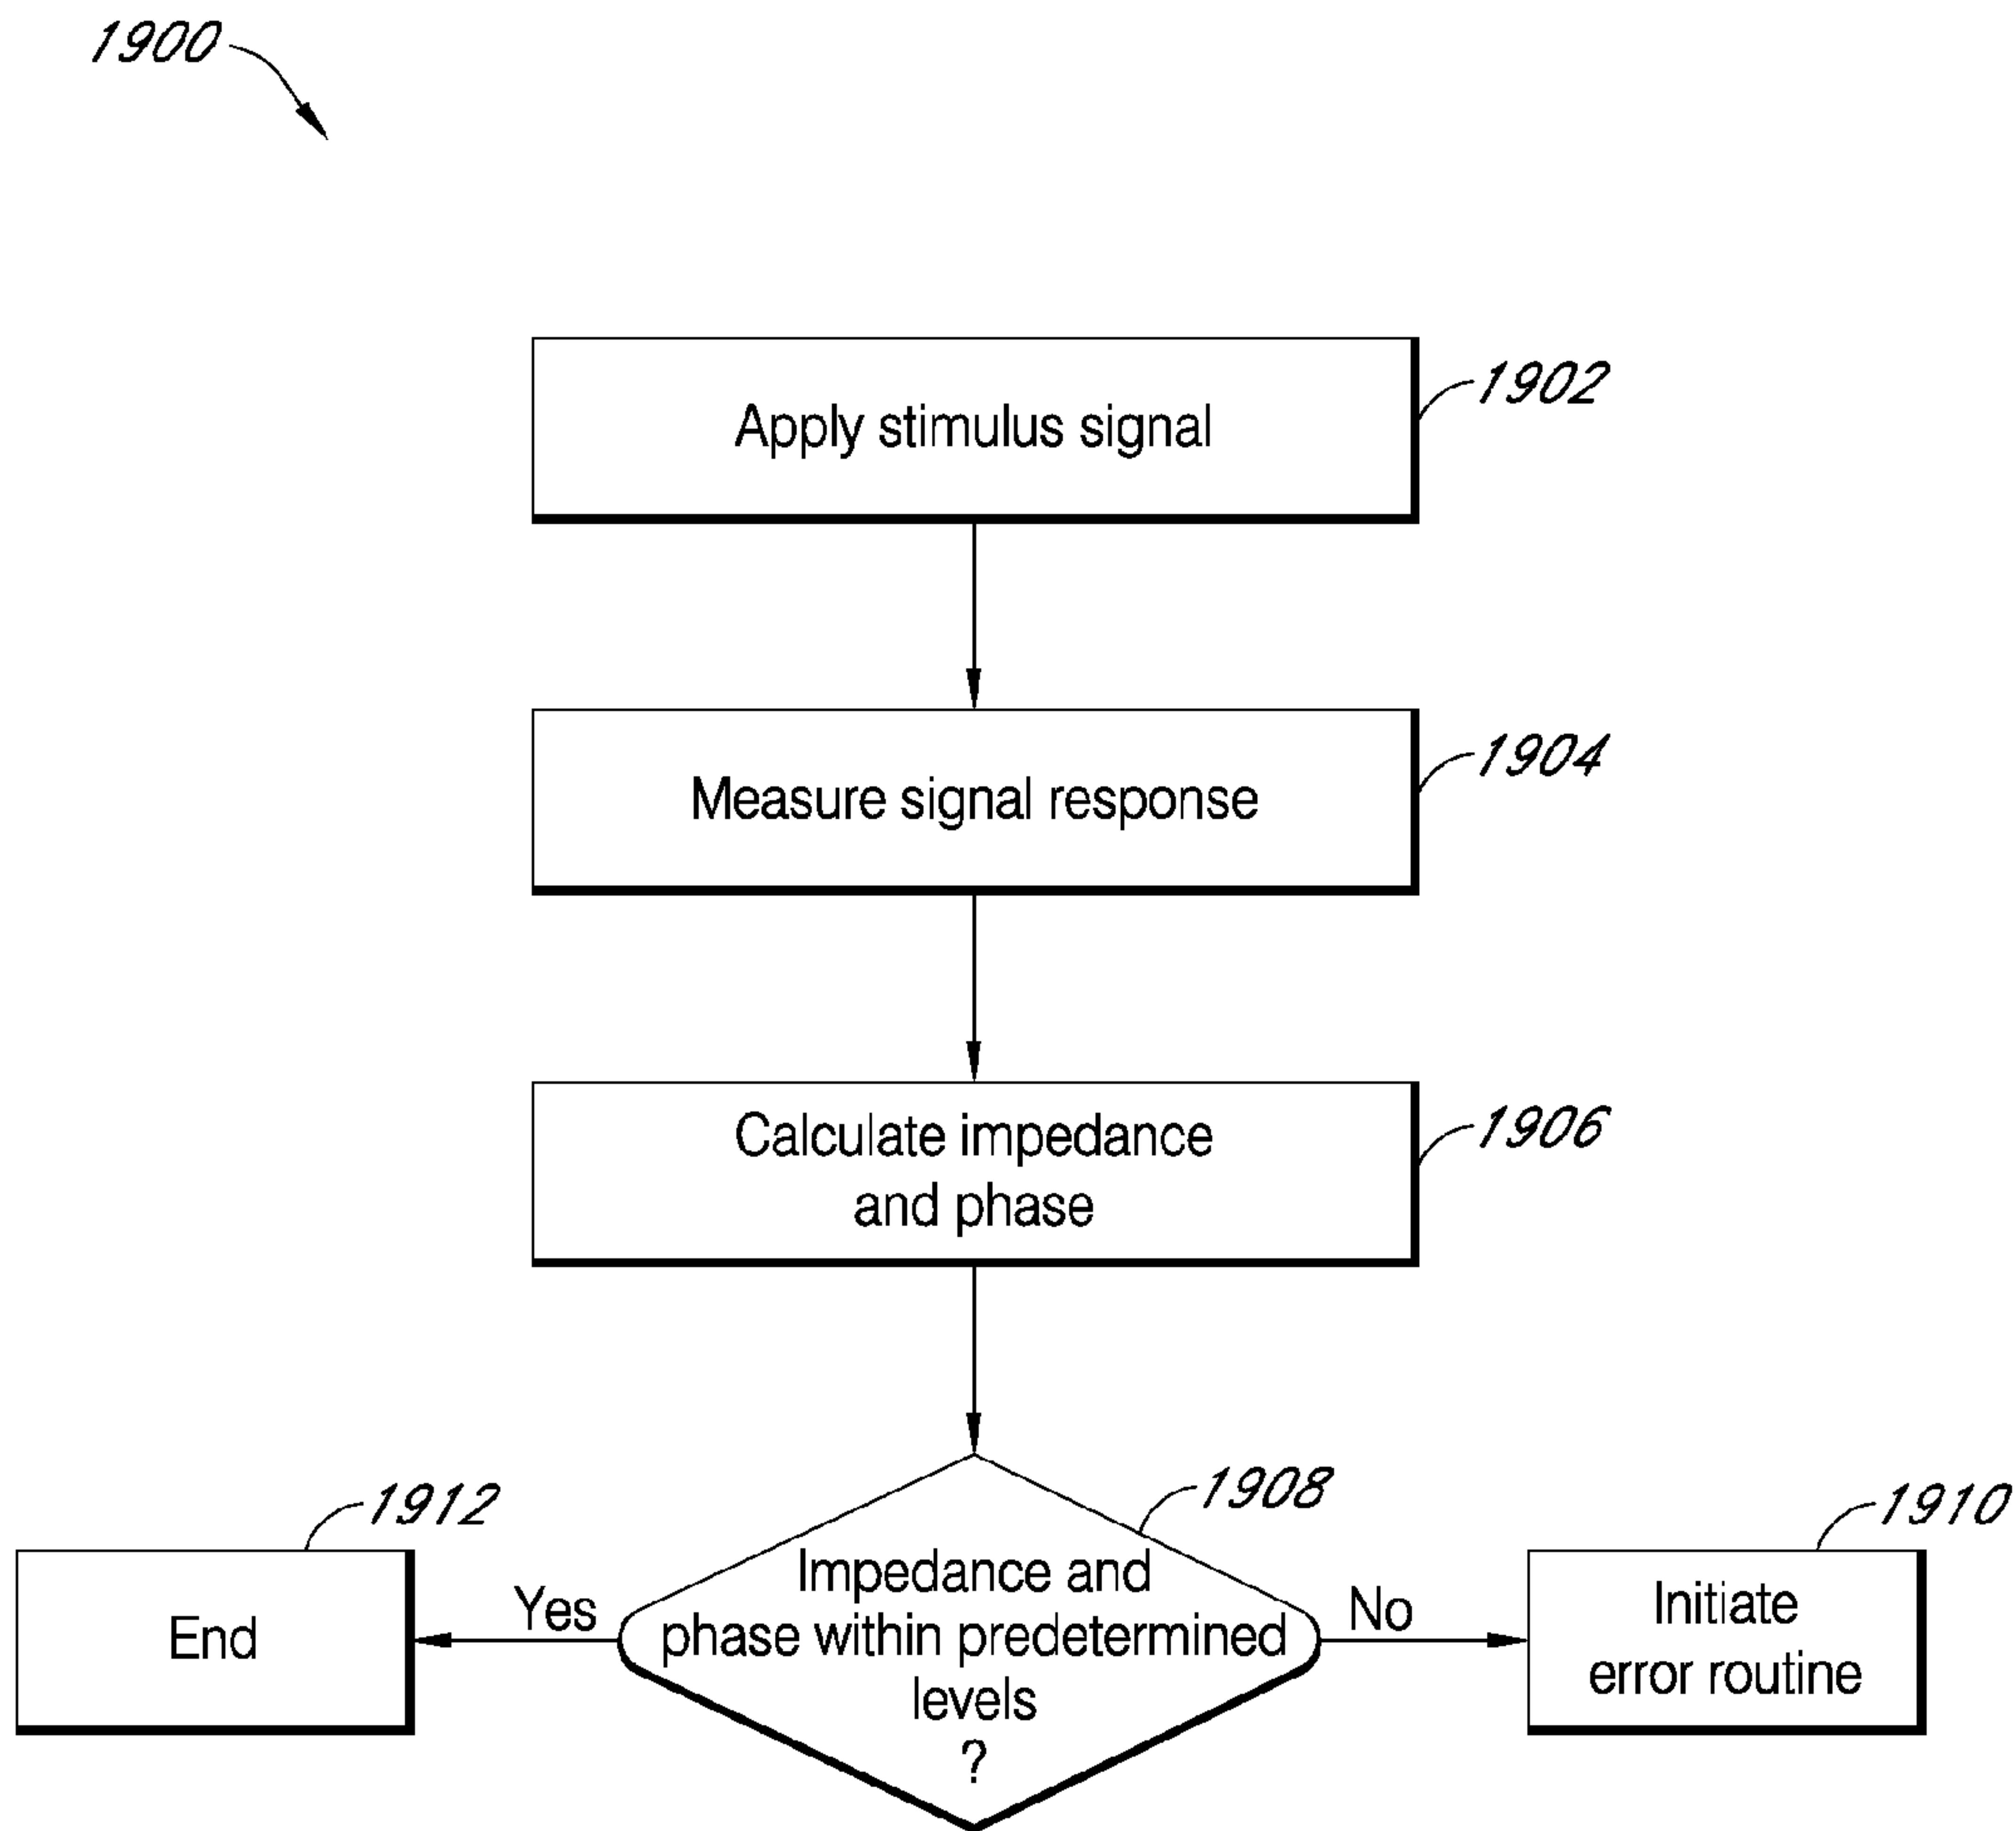 1900
Apply stimulus signal
1902
Measure signal response
1904
Calculate impedance
and phase
1906
1908
Impedance and
phase within predetermined
levels
?
Yes
1912
End
No
1910
Initiate
error routine